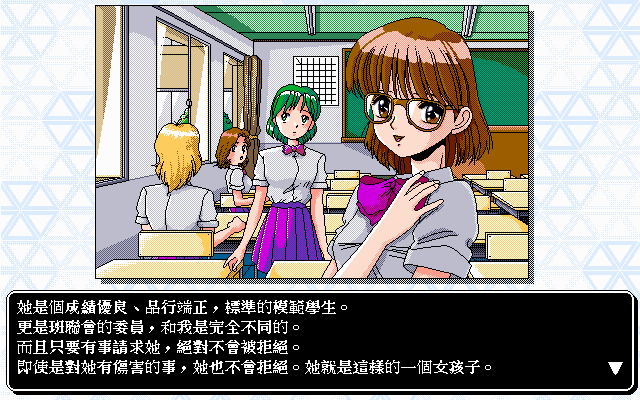 她是個成績優良、品行端正，標準的模範學生。
更是班聯會的委員，和我是完全不同的。
而且只要有事請求她，絕對不會被拒絕。
即使是對她有傷害的事，她也不會拒絕。她就是這樣的一個女孩子。